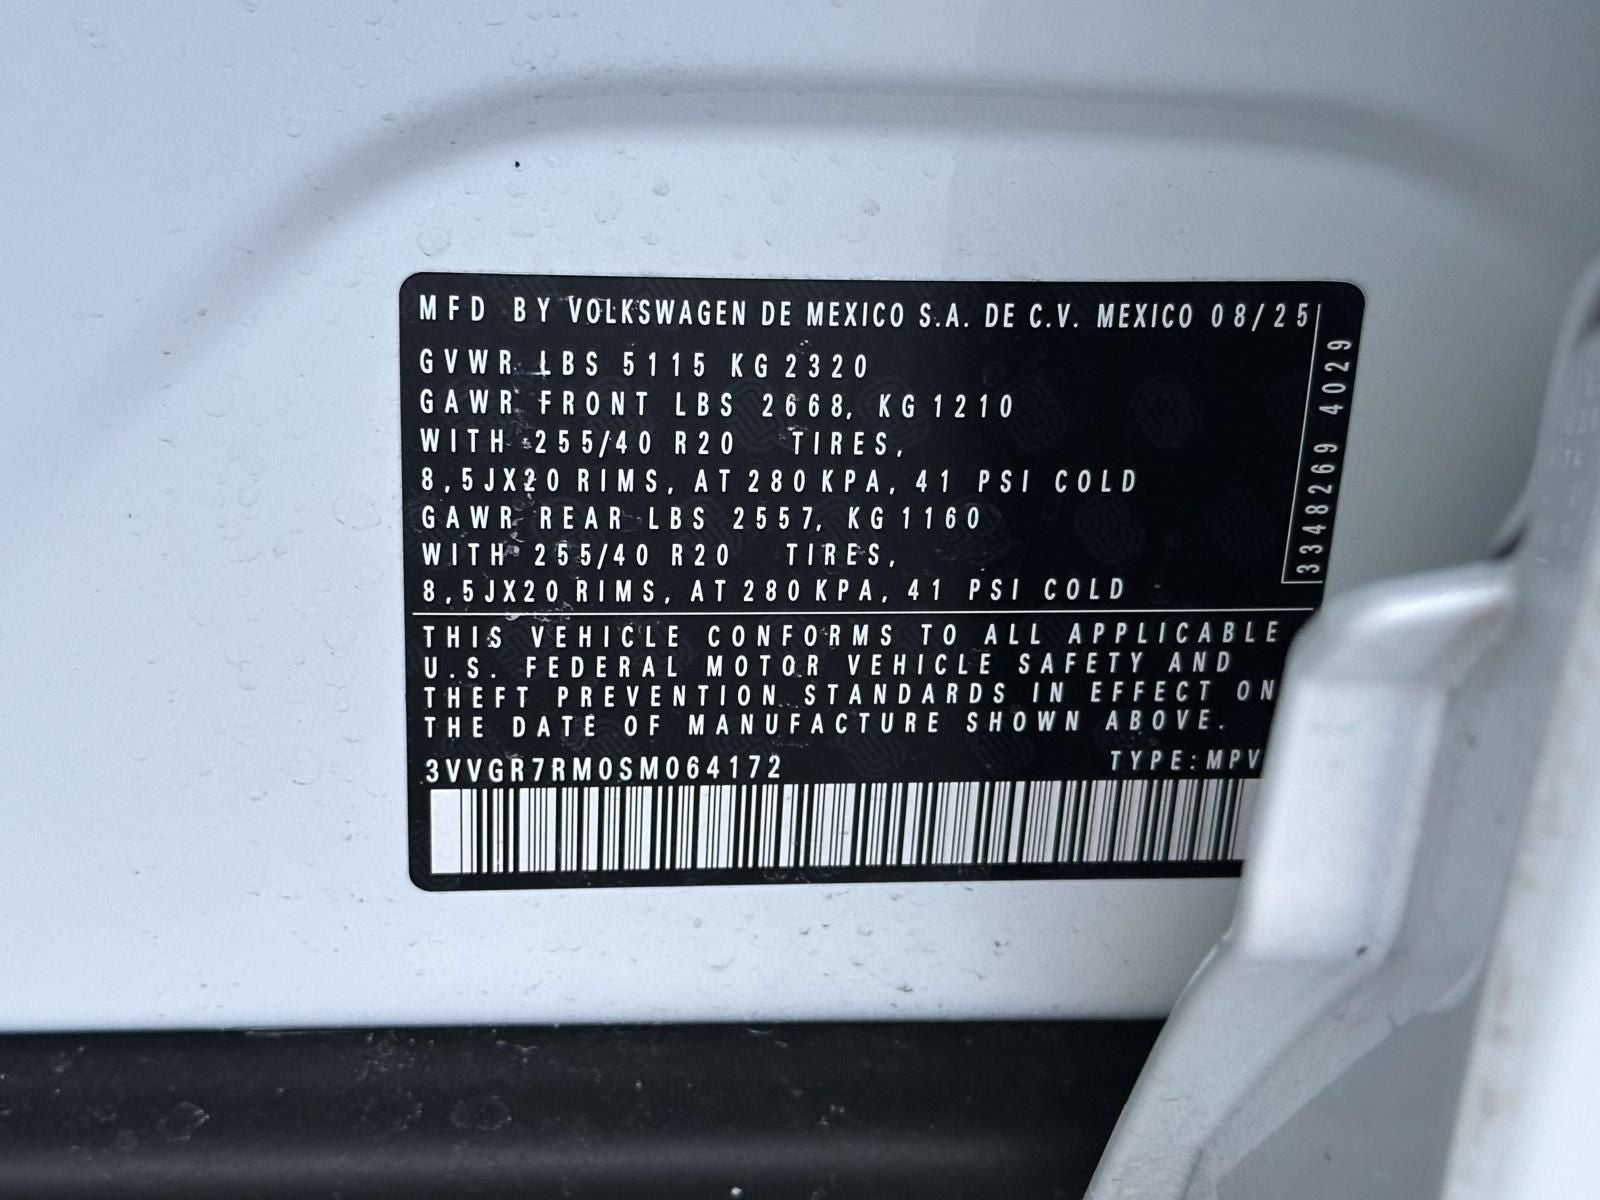 MFD BY VOLKSWAGEN DE MEXICO S.A. DE C.V. MEXICO 08/25
GVWR LBS 5115 KG 2320
GAWR FRONT LBS 2668, KG 1210
WITH 255/40 R20 TIRES,
8,5JX20 RIMS, AT 280 KPA, 41 PSI COLD
GAWR REAR LBS 2557, KG 1160
WITH 255/40 R20 TIRES,
8,5JX20 RIMS, AT 280 KPA, 41 PSI COLD
3348269 4029
THIS VEHICLE CONFORMS TO ALL APPLICABLE
U.S. FEDERAL MOTOR VEHICLE SAFETY AND
THEFT PREVENTION STANDARDS IN EFFECT ON
THE DATE OF MANUFACTURE SHOWN ABOVE.
3VVGR7RM0SM064172 TYPE:MPV